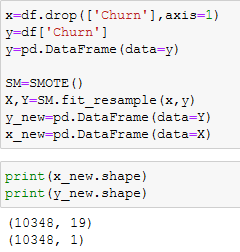 x=df.drop(['Churn'],axis=1)
y=df['Churn']
y=pd.DataFrame(data=y)
SM=SMOTE()
X,Y=SM.fit_resample(x,y)
y_new=pd.DataFrame(data=Y)
x_new=pd.DataFrame(data=X)
print(x_new.shape)
print(y_new.shape)
(10348, 19)
(10348, 1)